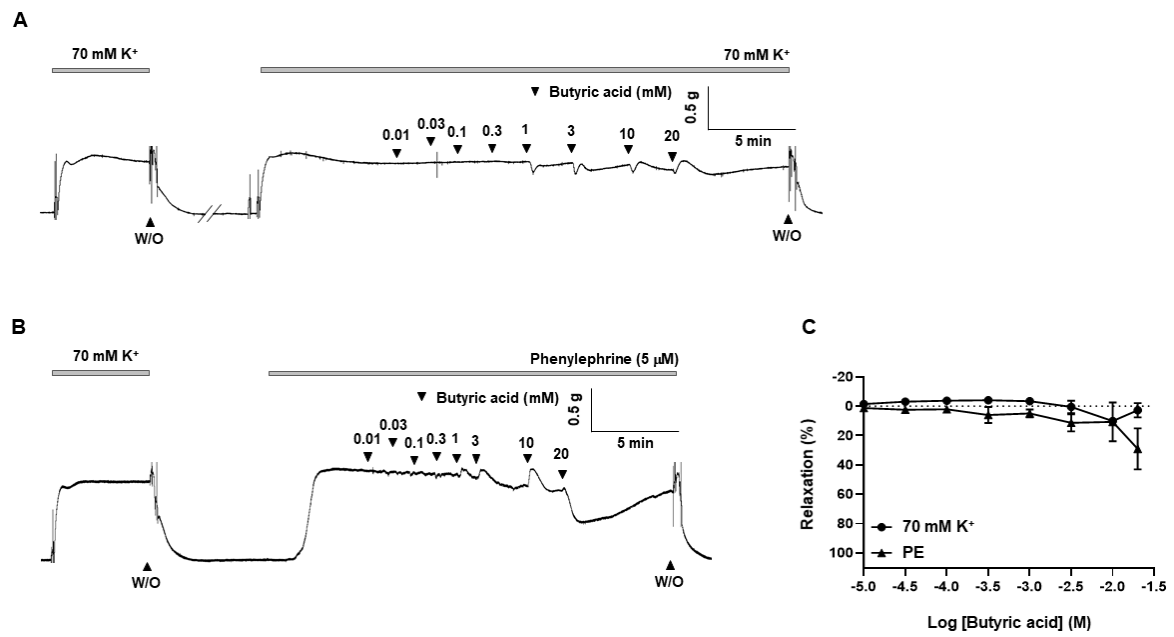 A
70 mM K⁺ 70 mM K⁺
▼ Butyric acid (mM)
0.01 0.03 0.1 0.3 1 3 10 20
0.5 g
5 min
W/O W/O
B
70 mM K⁺ Phenylephrine (5 μM)
▼ Butyric acid (mM)
0.01 0.03 0.1 0.3 1 3 10 20
0.5 g
5 min
W/O W/O
C
-20
0
20
40
60
80
100
Relaxation (%)
70 mM K⁺
PE
-5.0 -4.5 -4.0 -3.5 -3.0 -2.5 -2.0 -1.5
Log [Butyric acid] (M)